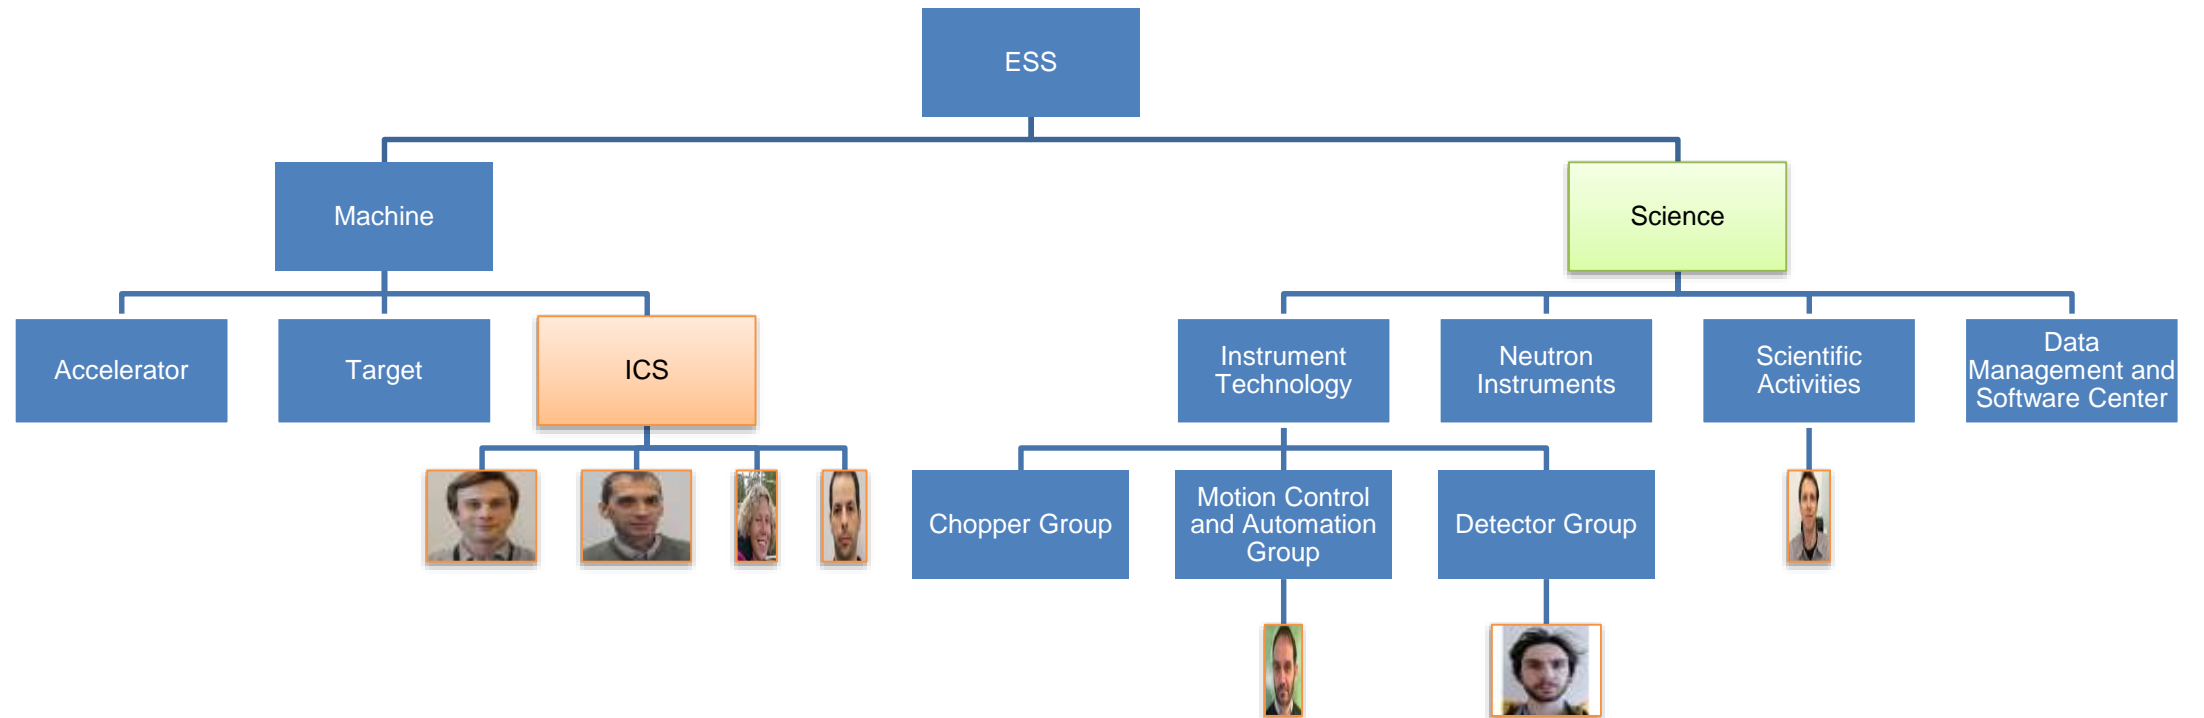 ESS
Machine
Science
Accelerator
Target
ICS
Instrument
Technology
Neutron
Instruments
Scientific
Activities
Data
Management and
Software Center
Chopper Group
Motion Control
and Automation
Group
Detector Group